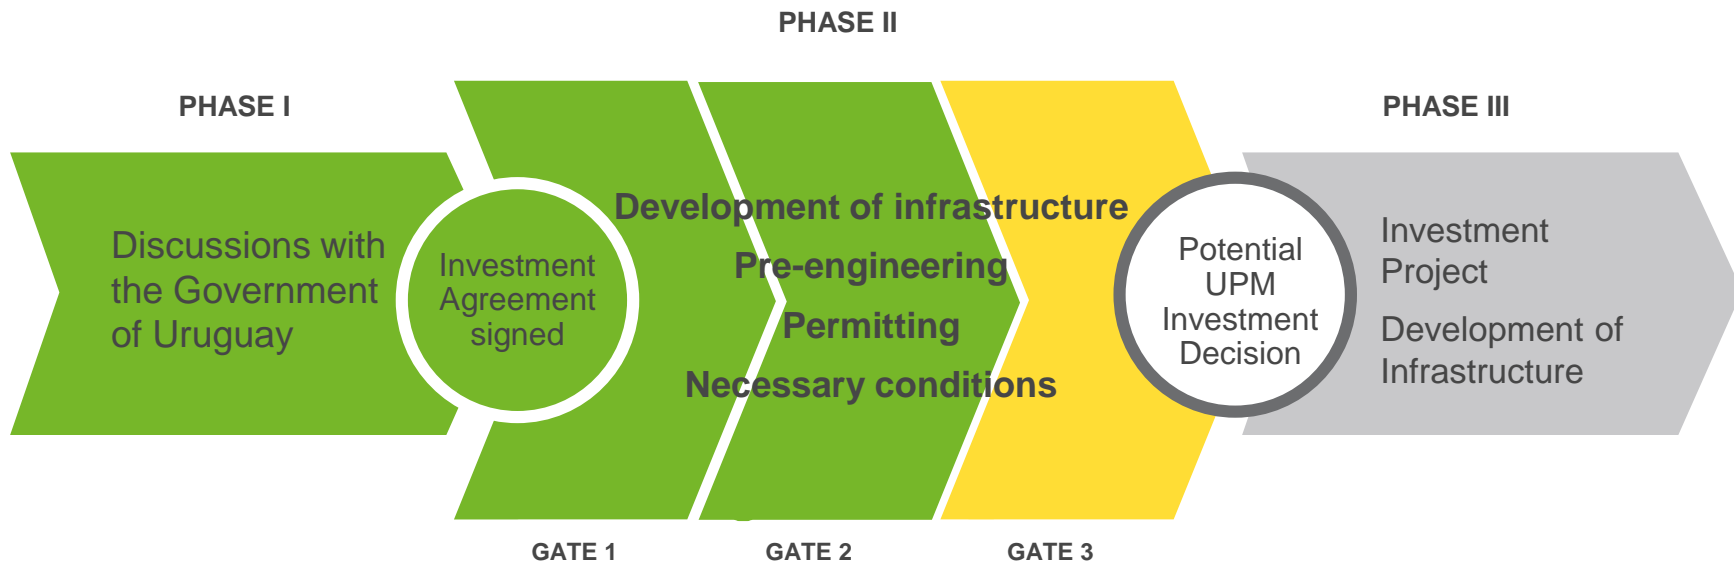 PHASE II
PHASE I
PHASE III
Discussions with
the Government
of Uruguay
Investment
Agreement
signed
Development of infrastructure
Pre-engineering
Permitting
Necessary conditions
Potential
UPM
Investment
Decision
Investment
Project
Development of
Infrastructure
GATE 1
GATE 2
GATE 3